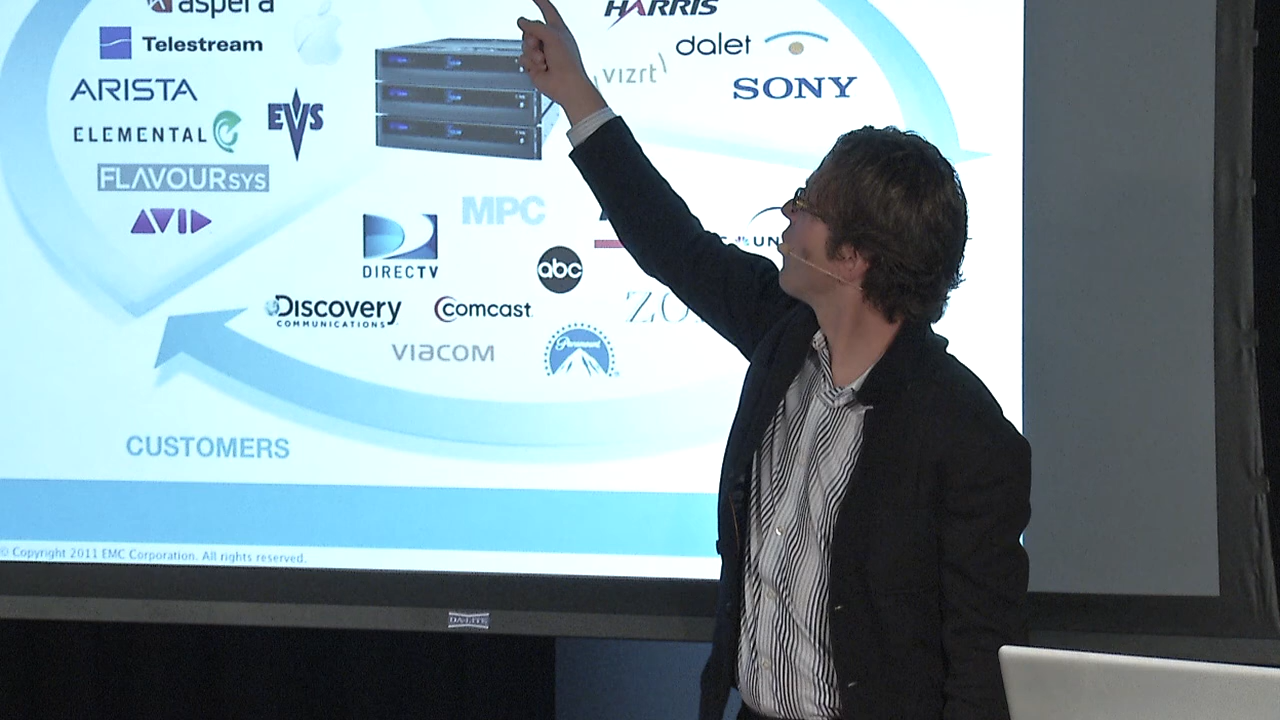 aspera
Telestream
ARISTA
ELEMENTAL
EVS
FLAVOURSYS
AVID
HARRIS
dalet
vizrt
SONY
MPC
DIRECTV
abc
Discovery
COMMUNICATIONS
Comcast
VIACOM
Paramount
CUSTOMERS
© Copyright 2011 EMC Corporation. All rights reserved.
DA-LITE